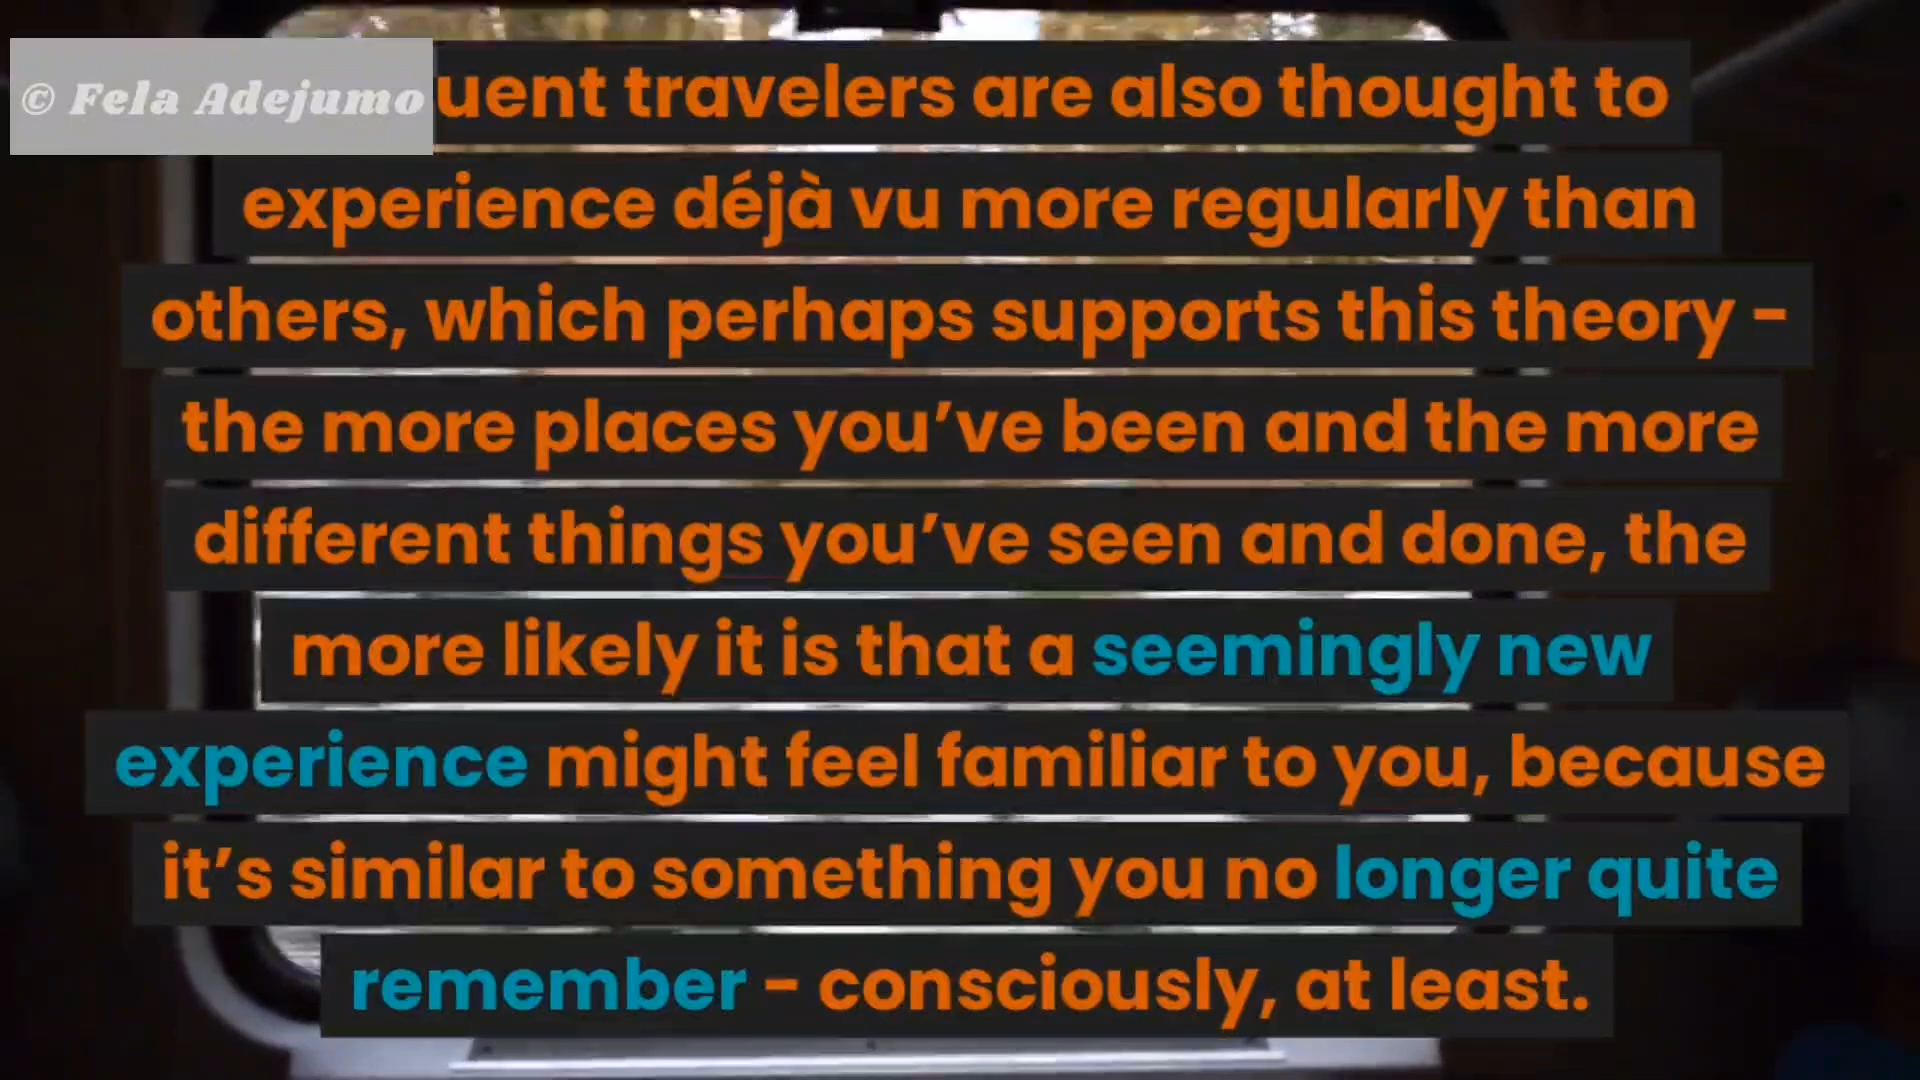 © Fela Adejumo
travelers are also thought to
experience déjà vu more regularly than
others, which perhaps supports this theory -
the more places you’ve been and the more
different things you’ve seen and done, the
more likely it is that a seemingly new
experience might feel familiar to you, because
it’s similar to something you no longer quite
remember - consciously, at least.